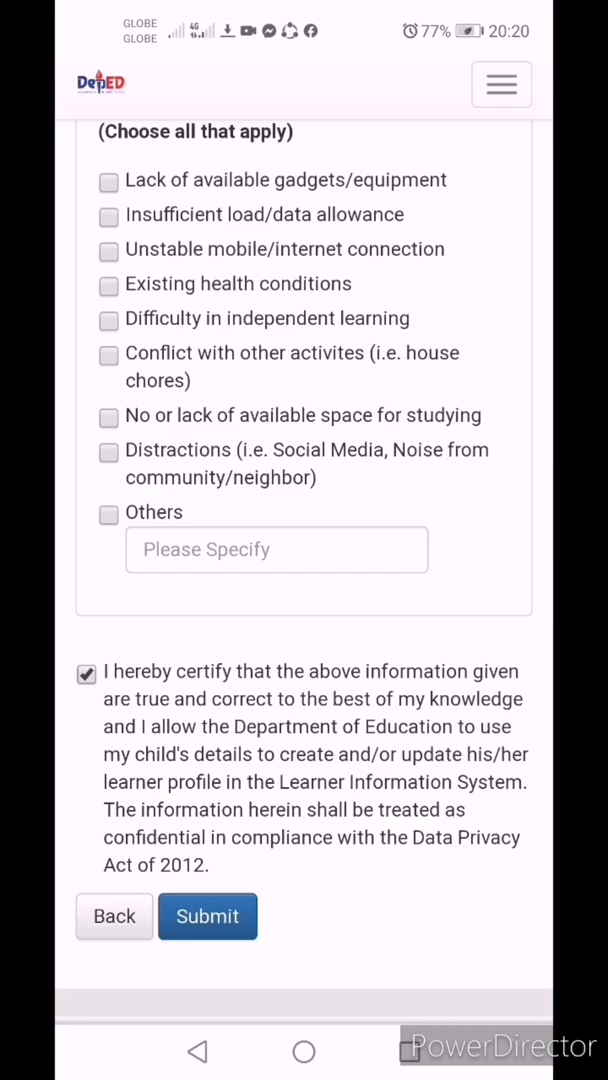 GLOBE
GLOBE
4G
77%
20:20
DepED
(Choose all that apply)
Lack of available gadgets/equipment
Insufficient load/data allowance
Unstable mobile/internet connection
Existing health conditions
Difficulty in independent learning
Conflict with other activites (i.e. house
chores)
No or lack of available space for studying
Distractions (i.e. Social Media, Noise from
community/neighbor)
Others
Please Specify
I hereby certify that the above information given
are true and correct to the best of my knowledge
and I allow the Department of Education to use
my child's details to create and/or update his/her
learner profile in the Learner Information System.
The information herein shall be treated as
confidential in compliance with the Data Privacy
Act of 2012.
Back
Submit
PowerDirector